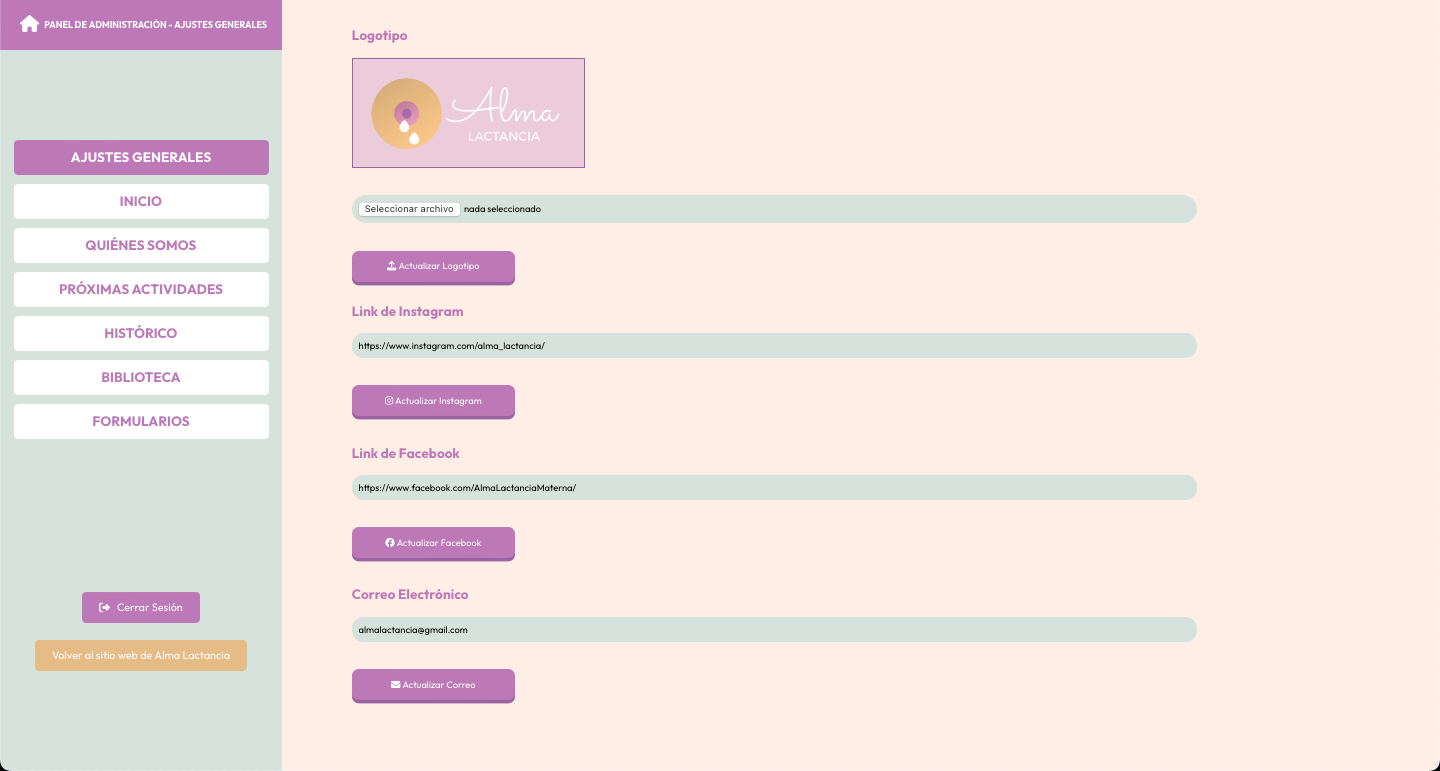 PANEL DE ADMINISTRACIÓN - AJUSTES GENERALES
AJUSTES GENERALES
INICIO
QUIÉNES SOMOS
PRÓXIMAS ACTIVIDADES
HISTÓRICO
BIBLIOTECA
FORMULARIOS
Cerrar Sesión
Volver al sitio web de Alma Lactancia
Logotipo
Alma
LACTANCIA
Seleccionar archivo nada seleccionado
Actualizar Logotipo
Link de Instagram
https://www.instagram.com/alma_lactancia/
Actualizar Instagram
Link de Facebook
https://www.facebook.com/AlmaLactanciaMaterna/
Actualizar Facebook
Correo Electrónico
almalactancia@gmail.com
Actualizar Correo